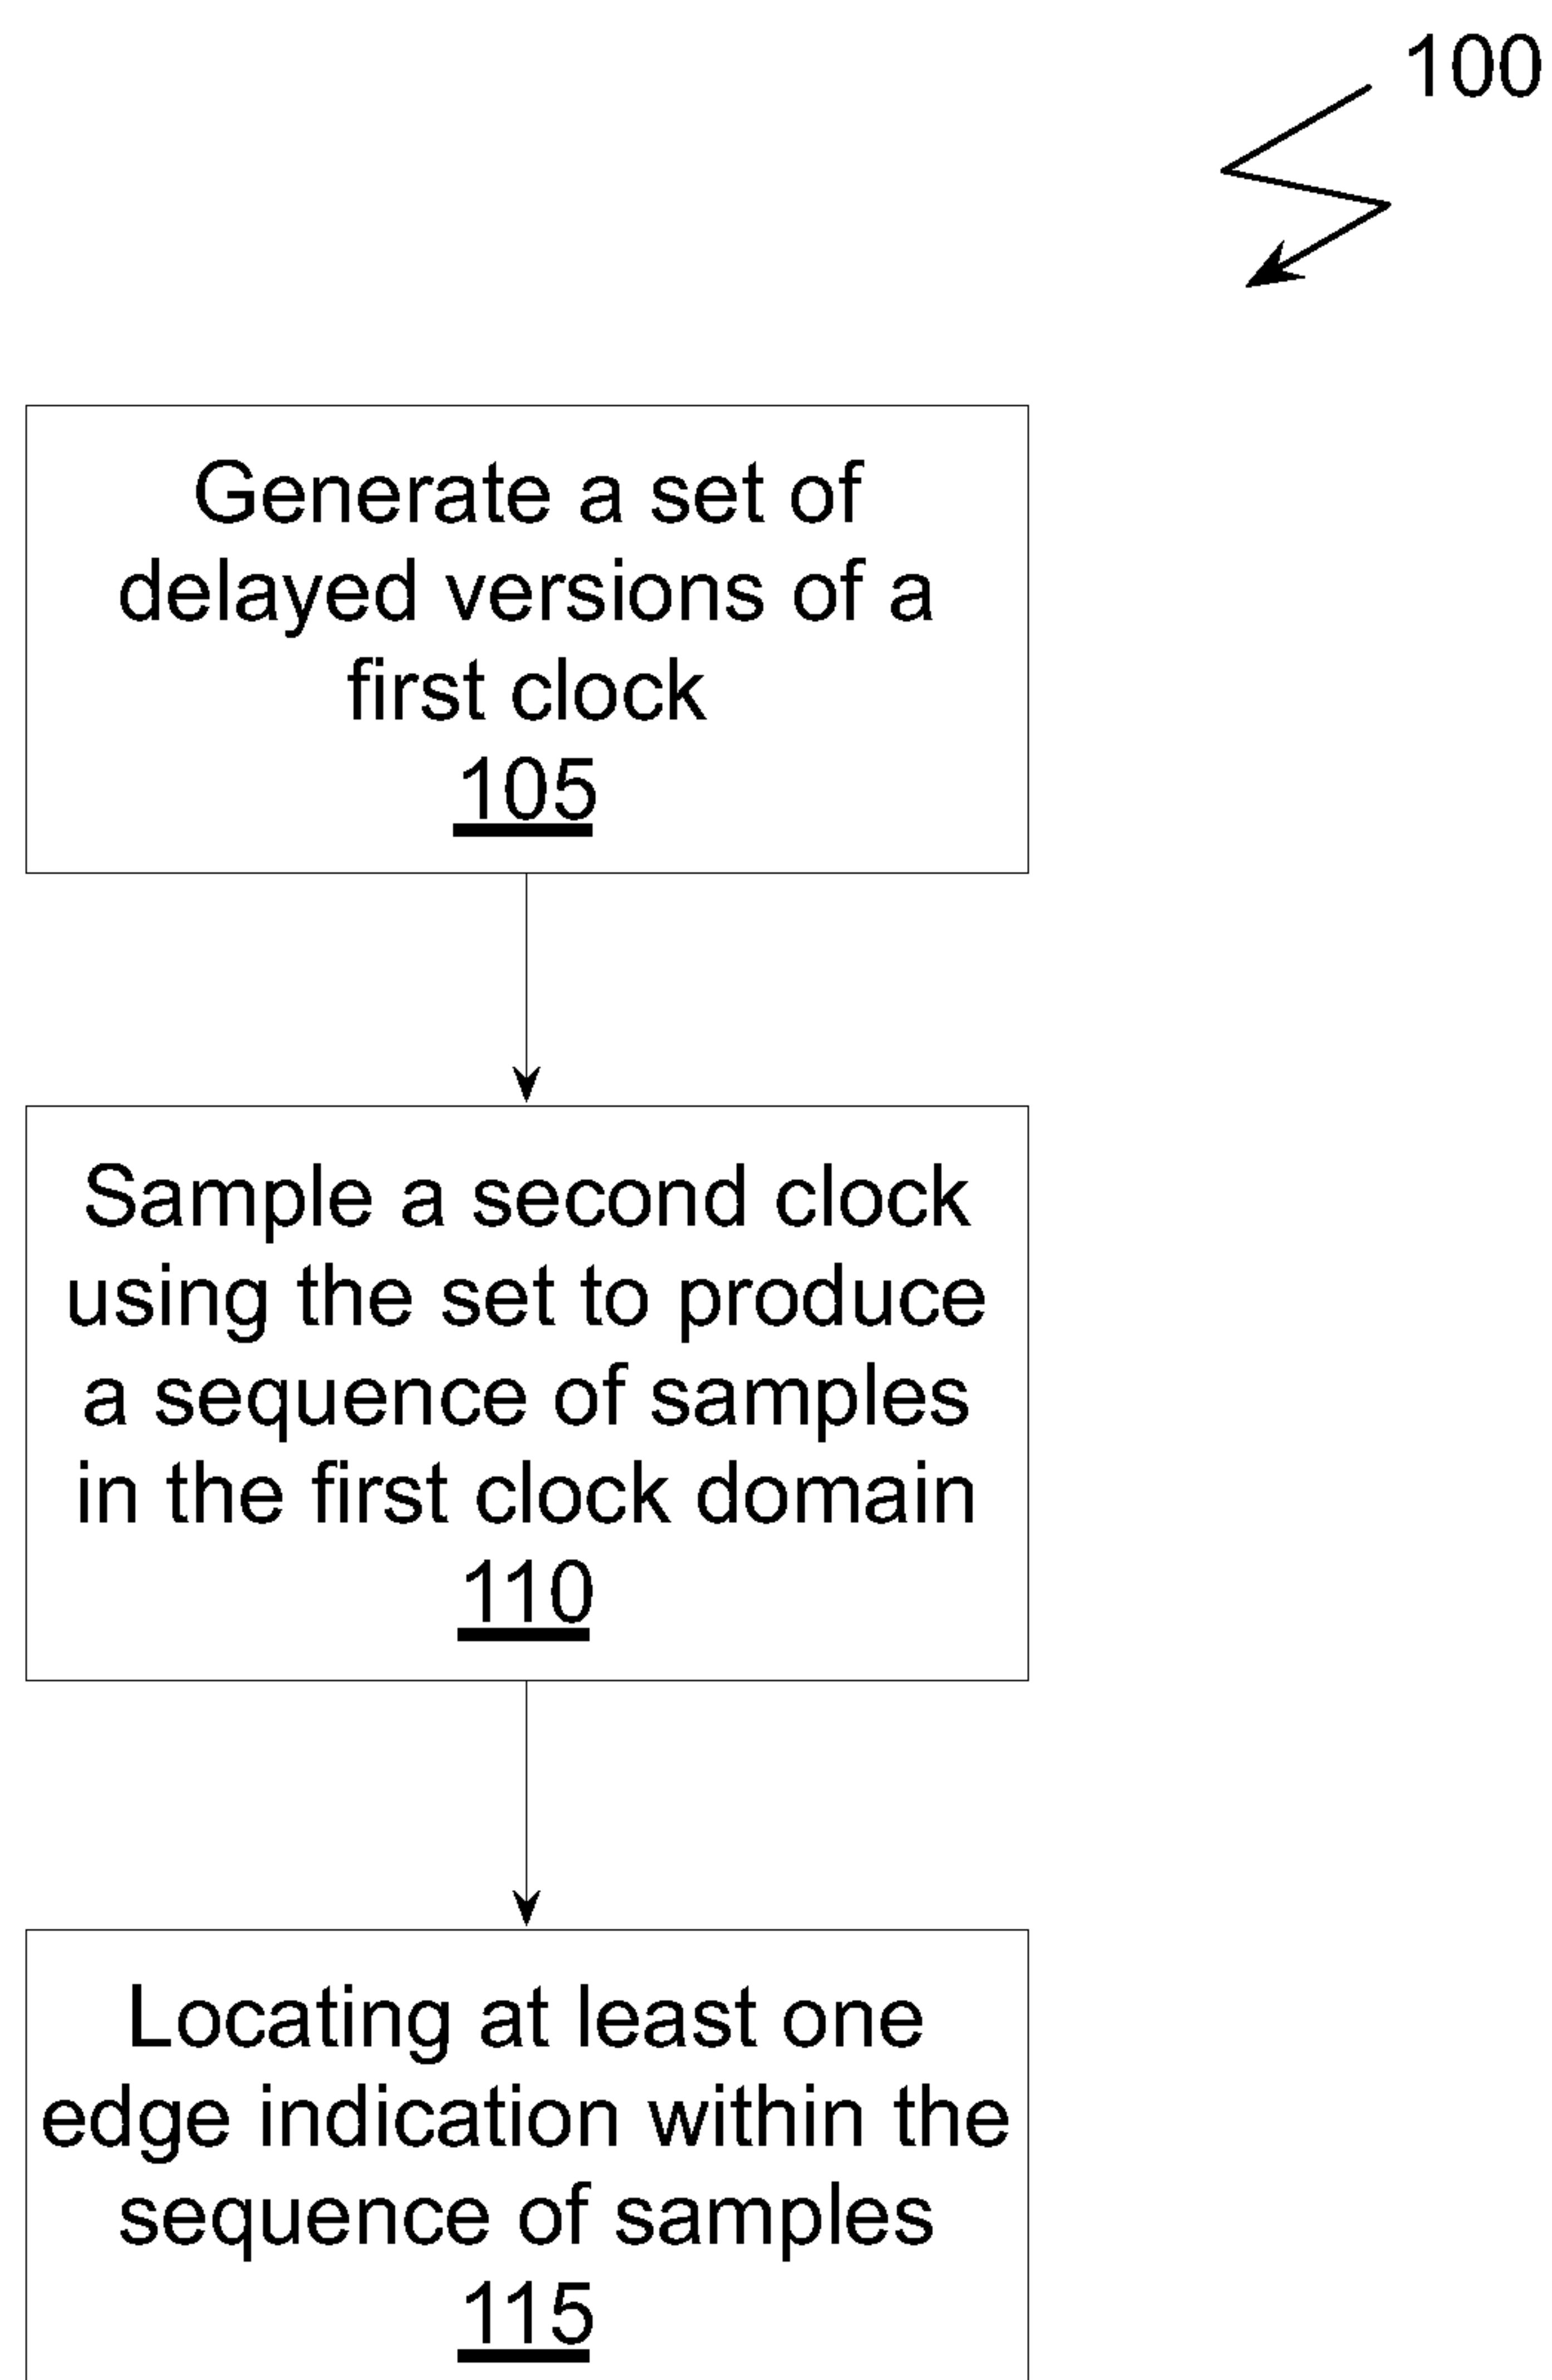 100
Generate a set of
delayed versions of a
first clock
105
Sample a second clock
using the set to produce
a sequence of samples
in the first clock domain
110
Locating at least one
edge indication within the
sequence of samples
115